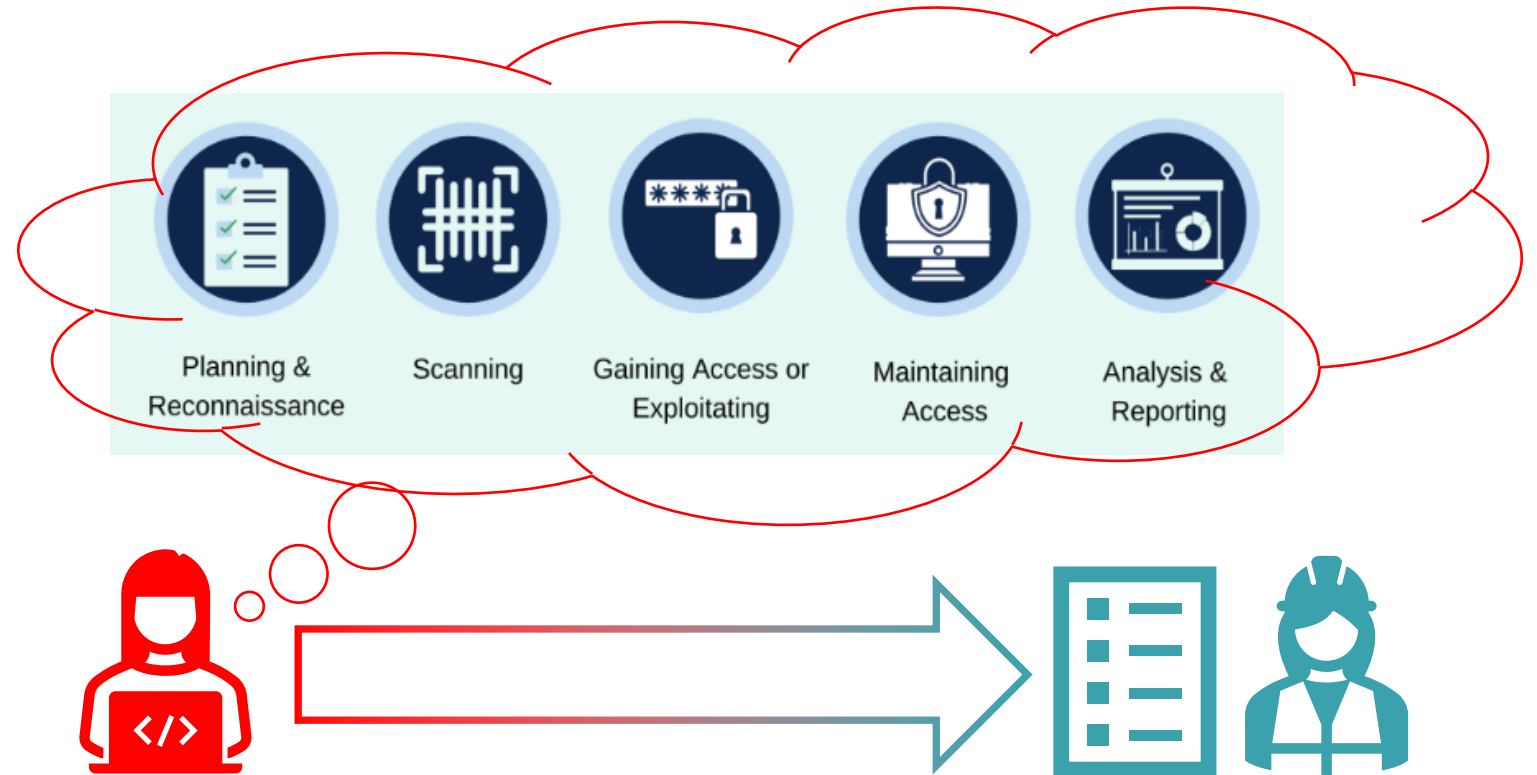 Planning &
Reconnaissance
Scanning
Gaining Access or
Exploitating
Maintaining
Access
Analysis &
Reporting
****
</>